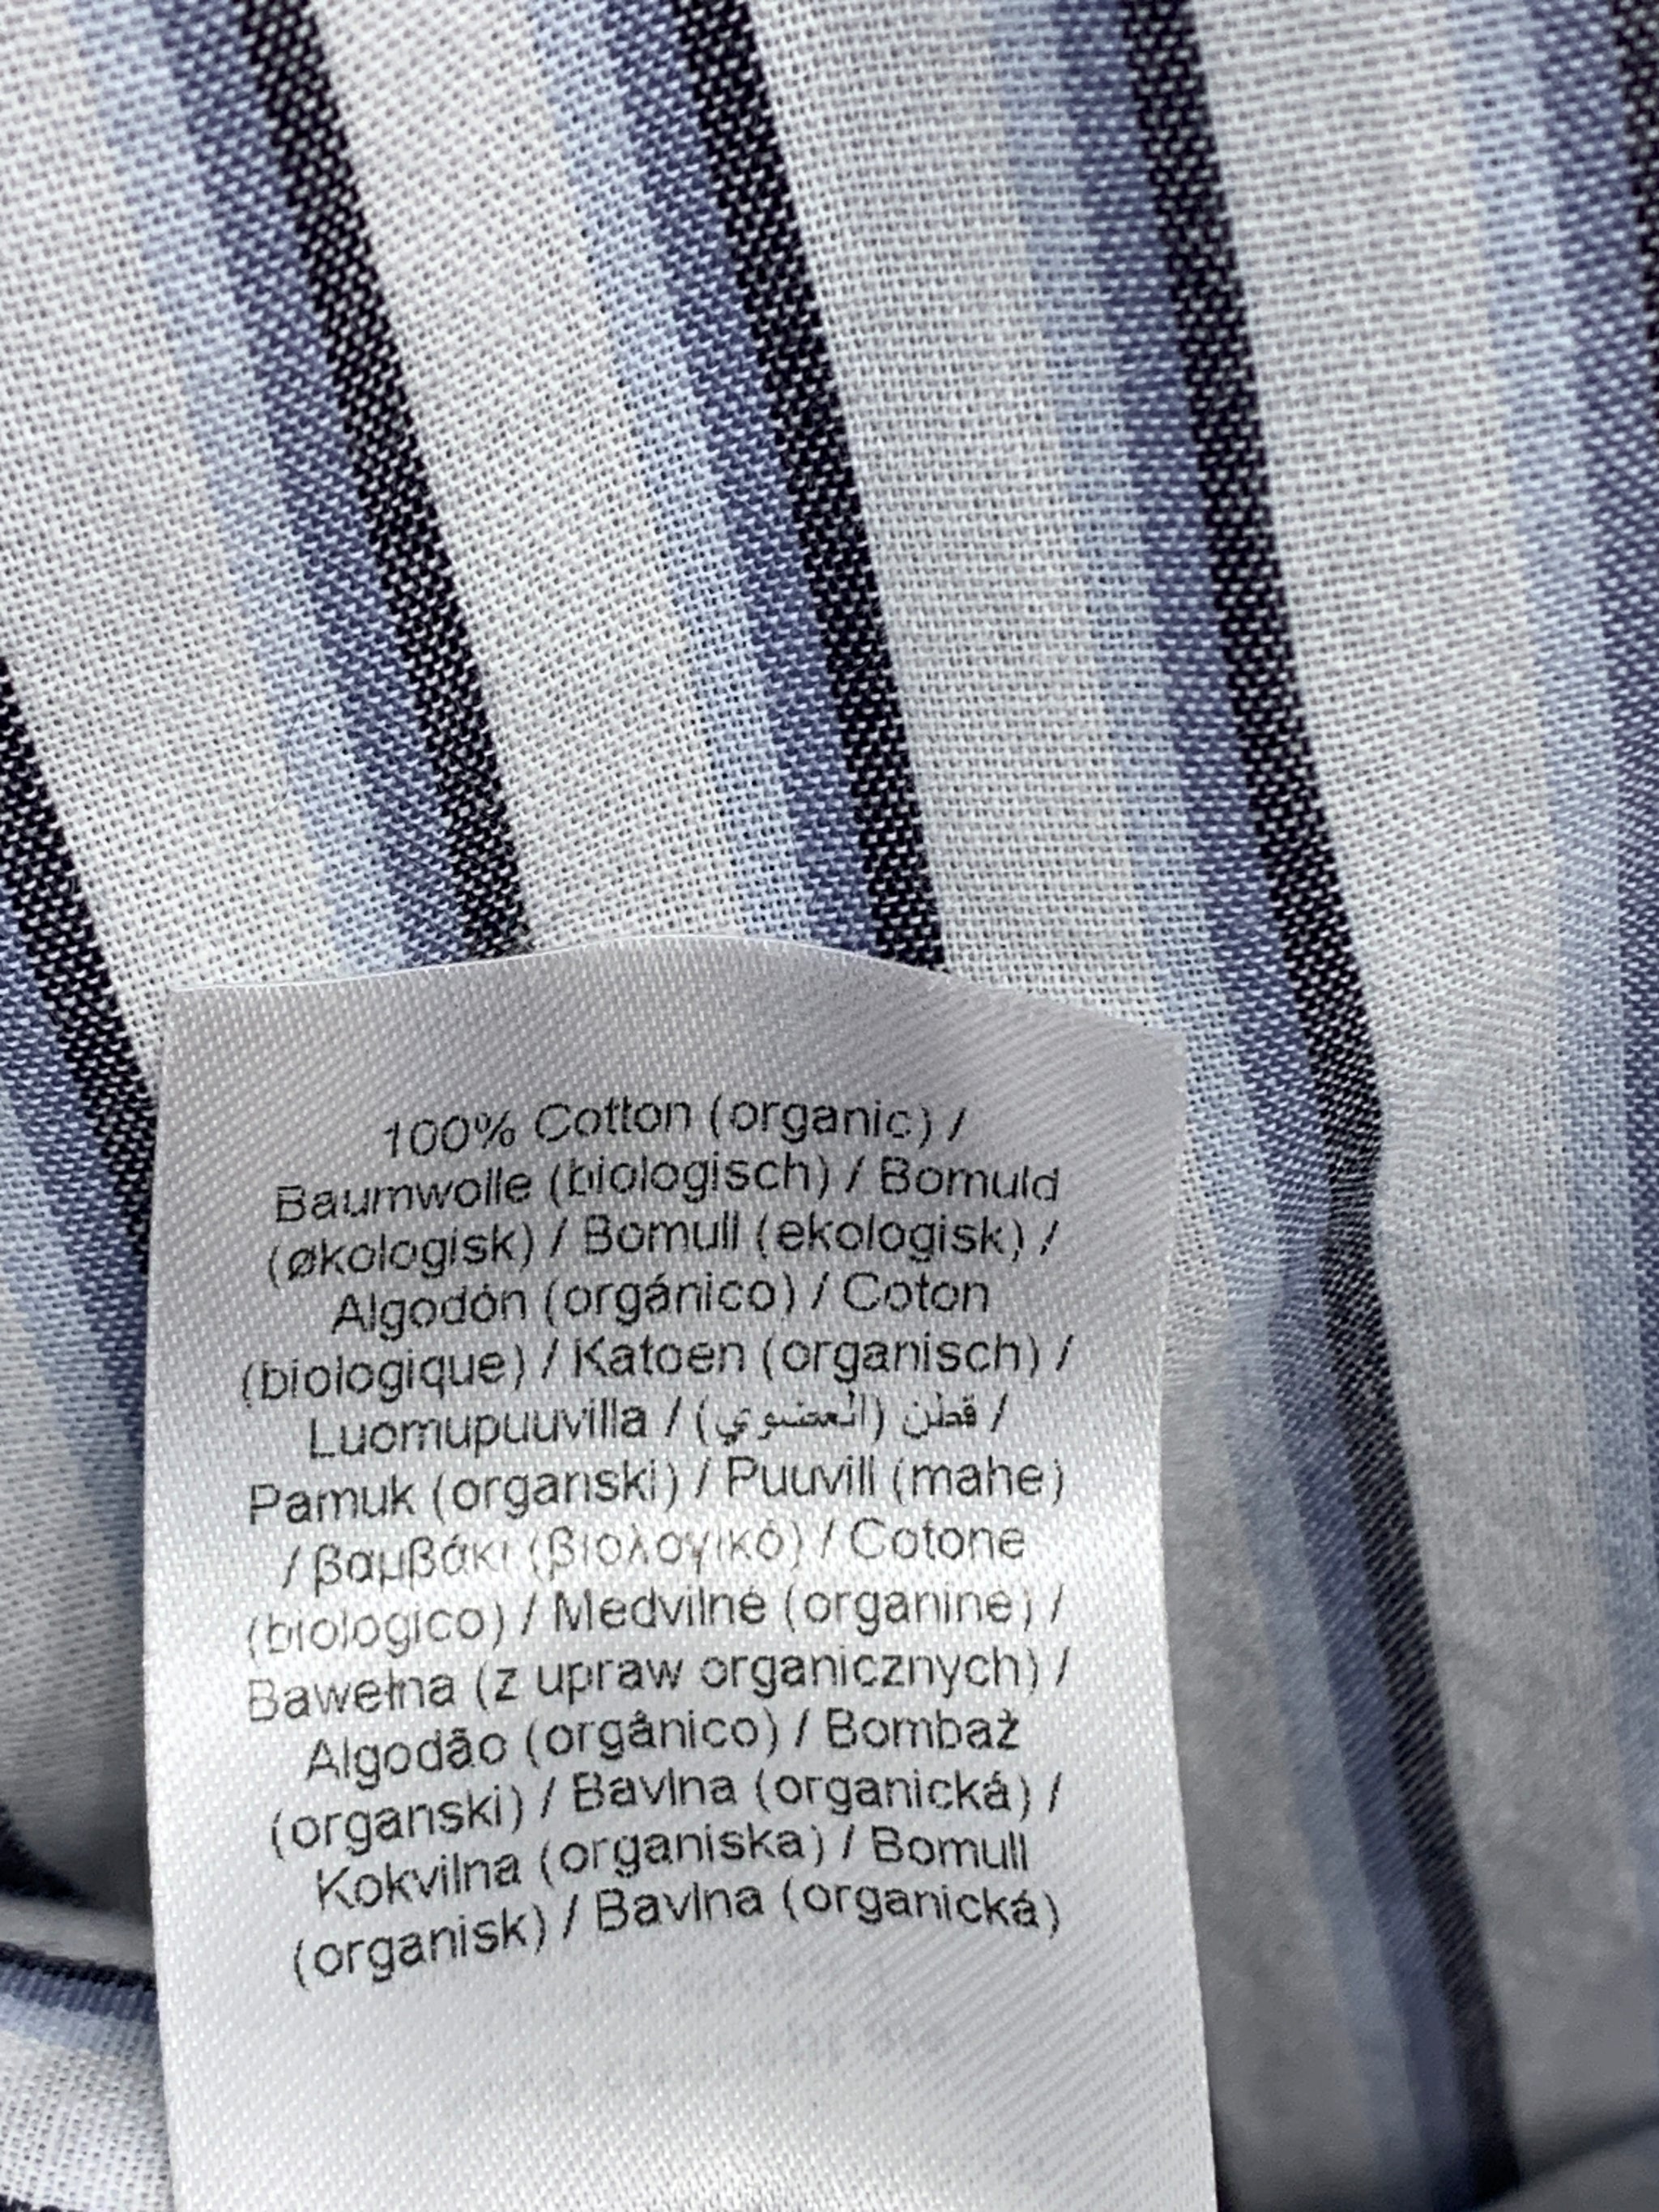 100% Cotton (organic) /
Baumwolle (biologisch) / Bomuld
(økologisk) / Bomull (ekologisk) /
Algodón (orgánico) / Coton
(biologique) / Katoen (organisch) /
Luomupuuvilla / قطن (العضوي) /
Pamuk (organski) / Puuvill (mahe)
/ βαμβάκι (βιολογικό) / Cotone
(biologico) / Medvilnė (organinė) /
Bawełna (z upraw organicznych) /
Algodão (orgânico) / Bombaž
(organski) / Bavlna (organická) /
Kokvilna (organiska) / Bomull
(organisk) / Bavlna (organická)